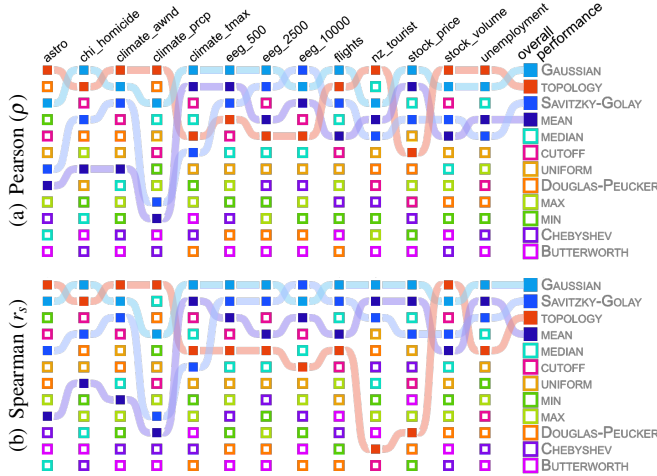 astro
chi_homicide
climate_awnd
climate_prcp
climate_tmax
eeg_500
eeg_2500
eeg_10000
flights
nz_tourist
stock_price
stock_volume
unemployment
overall performance
(a) Pearson (ρ)
GAUSSIAN
TOPOLOGY
SAVITZKY-GOLAY
MEAN
MEDIAN
CUTOFF
UNIFORM
DOUGLAS-PEUCKER
MAX
MIN
CHEBYSHEV
BUTTERWORTH
(b) Spearman (rs)
GAUSSIAN
SAVITZKY-GOLAY
TOPOLOGY
MEAN
MEDIAN
CUTOFF
UNIFORM
MIN
MAX
DOUGLAS-PEUCKER
CHEBYSHEV
BUTTERWORTH